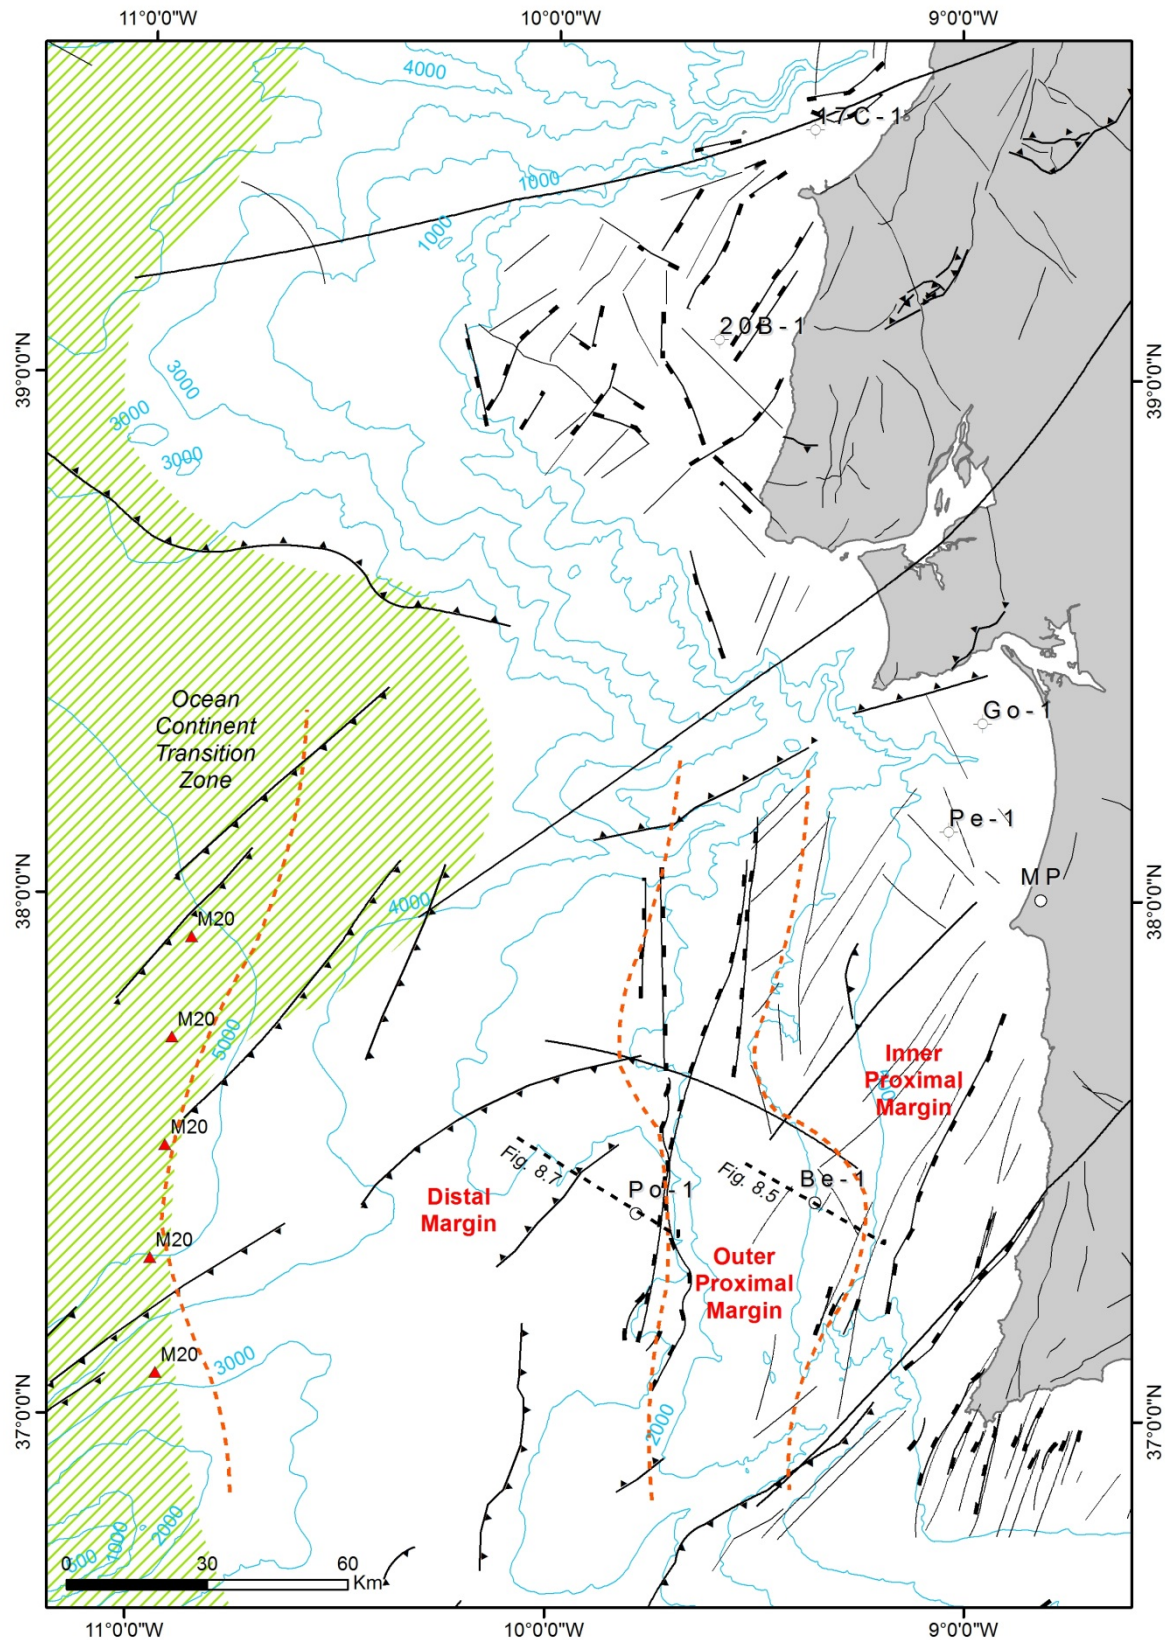 11°0'0"W
10°0'0"W
9°0'0"W
4000
17C-1
1000
1000
20B-1
39°0'0"N
39°0'0"N
3000
3000
3000
Ocean
Continent
Transition
Zone
Go-1
Pe-1
MP
38°0'0"N
38°0'0"N
4000
M20
M20
5000
Inner
Proximal
Margin
M20
Fig. 8.7
Fig. 8.5
Po-1
Be-1
Distal
Margin
M20
Outer
Proximal
Margin
M20
3000
37°0'0"N
37°0'0"N
2000
2000
1000
0
30
60
Km
11°0'0"W
10°0'0"W
9°0'0"W